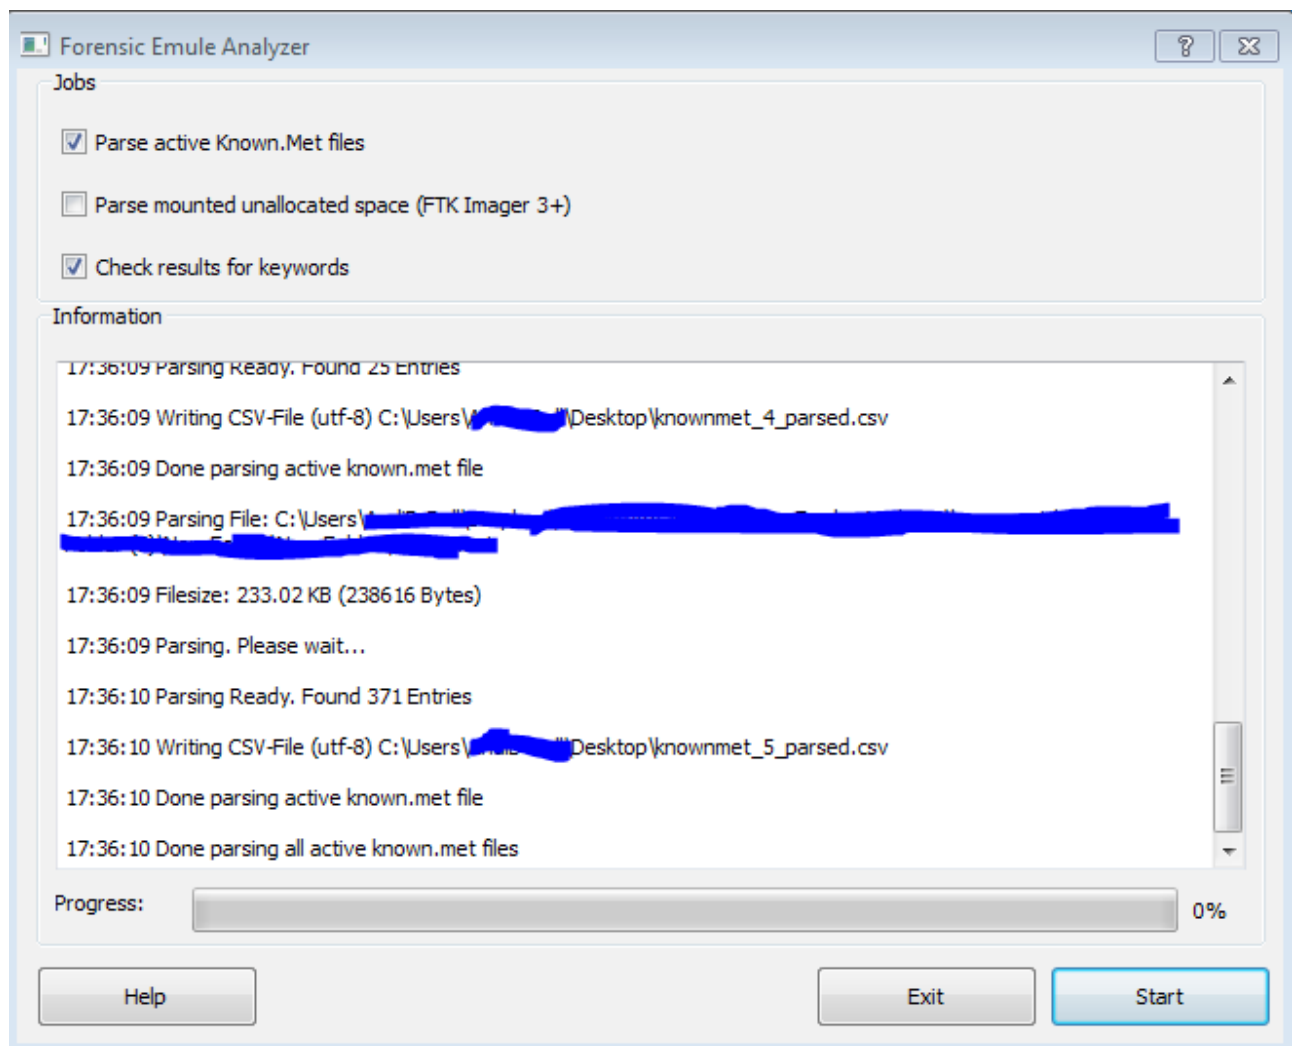 Forensic Emule Analyzer
Jobs
Parse active Known.Met files
Parse mounted unallocated space (FTK Imager 3+)
Check results for keywords
Information
17:36:09 Parsing Ready. Found 25 Entries
17:36:09 Writing CSV-File (utf-8) C:\Users\ \Desktop\knownmet_4_parsed.csv
17:36:09 Done parsing active known.met file
17:36:09 Parsing File: C:\Users\
17:36:09 Filesize: 233.02 KB (238616 Bytes)
17:36:09 Parsing. Please wait...
17:36:10 Parsing Ready. Found 371 Entries
17:36:10 Writing CSV-File (utf-8) C:\Users\ \Desktop\knownmet_5_parsed.csv
17:36:10 Done parsing active known.met file
17:36:10 Done parsing all active known.met files
Progress:
0%
Help
Exit
Start